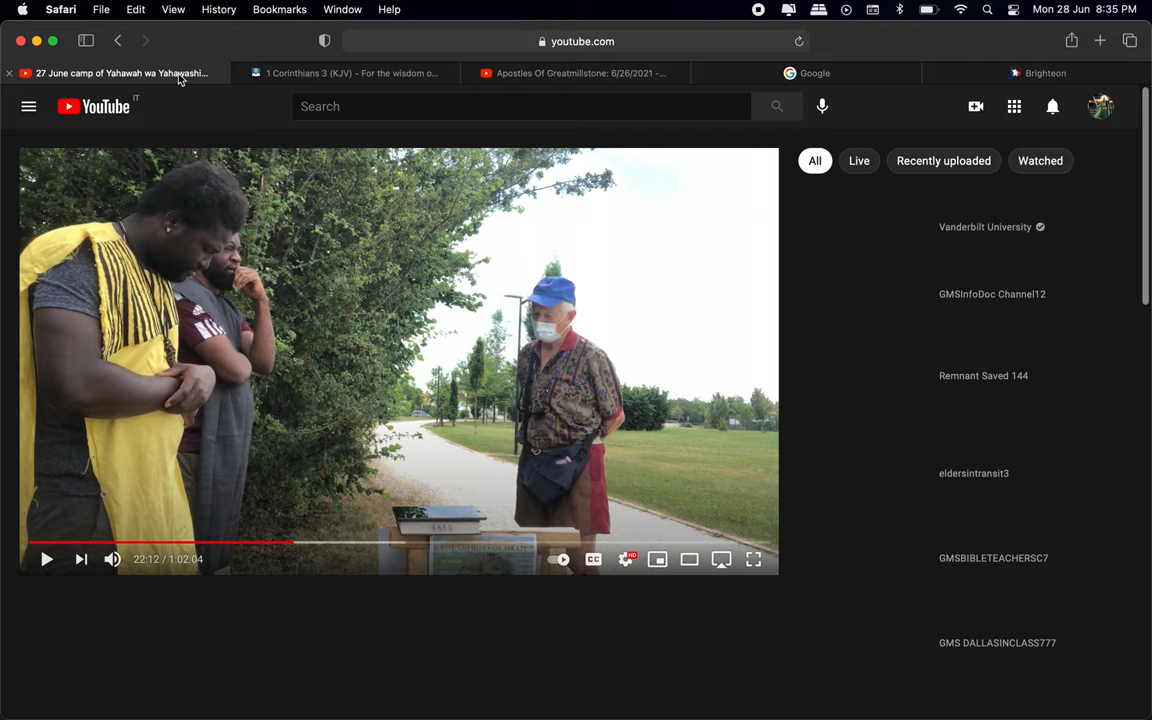 Safari File Edit View History Bookmarks Window Help Mon 28 Jun 8:35 PM
youtube.com
27 June camp of Yahawah wa Yahawashi... 1 Corinthians 3 (KJV) - For the wisdom o... Apostles Of Greatmillstone: 6/26/2021 -... Google Brighteon
YouTube IT Search
All Live Recently uploaded Watched
Vanderbilt University
GMSInfoDoc Channel12
Remnant Saved 144
eldersintransit3
GMSBIBLETEACHERSC7
GMS DALLASINCLASS777
22:12 / 1:02:04 CC HD